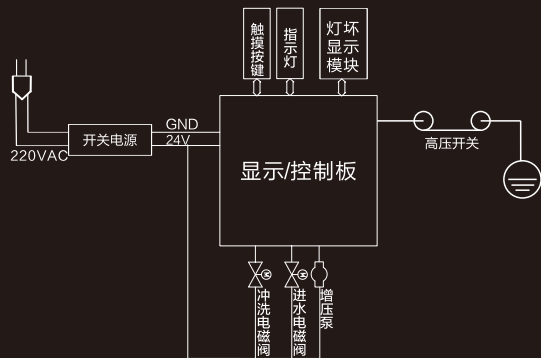 触摸按键
指示灯
灯坏
显示
模块
GND
24V
开关电源
220VAC
显示/控制板
高压开关
冲洗电磁阀
进水电磁阀
增压泵